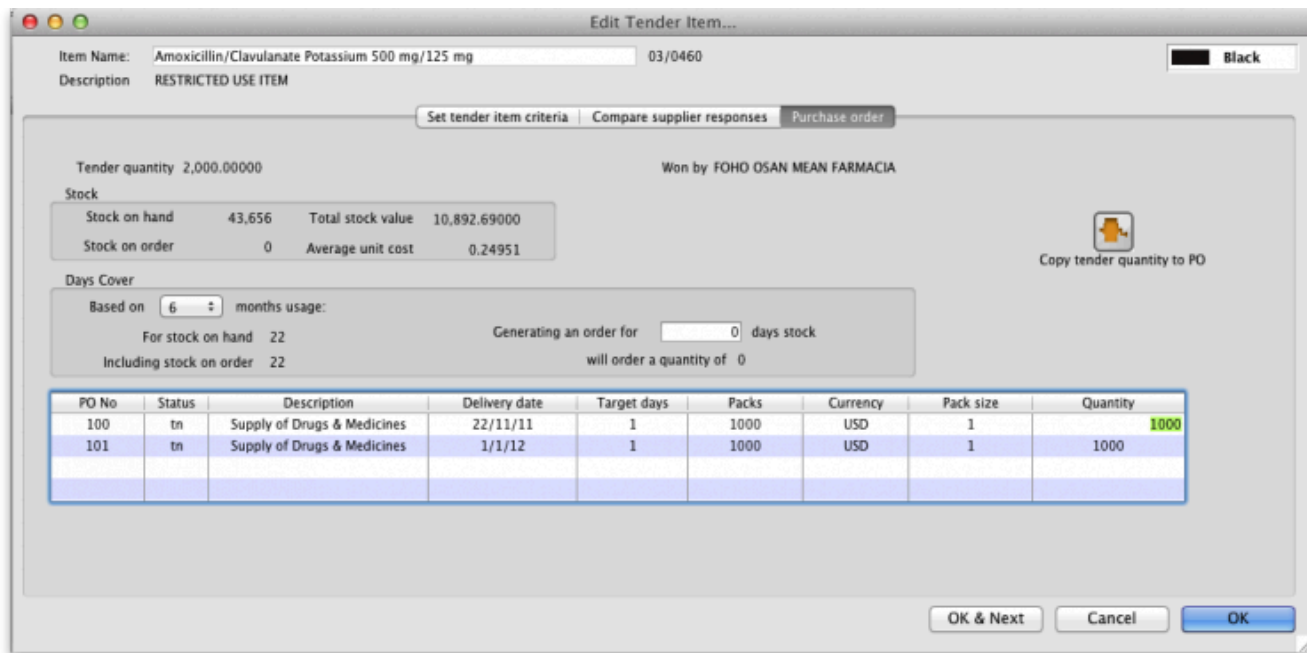 Edit Tender Item...
Item Name: Amoxicillin/Clavulanate Potassium 500 mg/125 mg 03/0460 Black
Description RESTRICTED USE ITEM
Set tender item criteria Compare supplier responses Purchase order
Tender quantity 2,000.00000 Won by FOHO OSAN MEAN FARMACIA
Stock
Stock on hand 43,656 Total stock value 10,892.69000
Stock on order 0 Average unit cost 0.24951
Copy tender quantity to PO
Days Cover
Based on 6 months usage:
For stock on hand 22 Generating an order for 0 days stock
Including stock on order 22 will order a quantity of 0
PO No Status Description Delivery date Target days Packs Currency Pack size Quantity
100 tn Supply of Drugs & Medicines 22/11/11 1 1000 USD 1 1000
101 tn Supply of Drugs & Medicines 1/1/12 1 1000 USD 1 1000
OK & Next Cancel OK